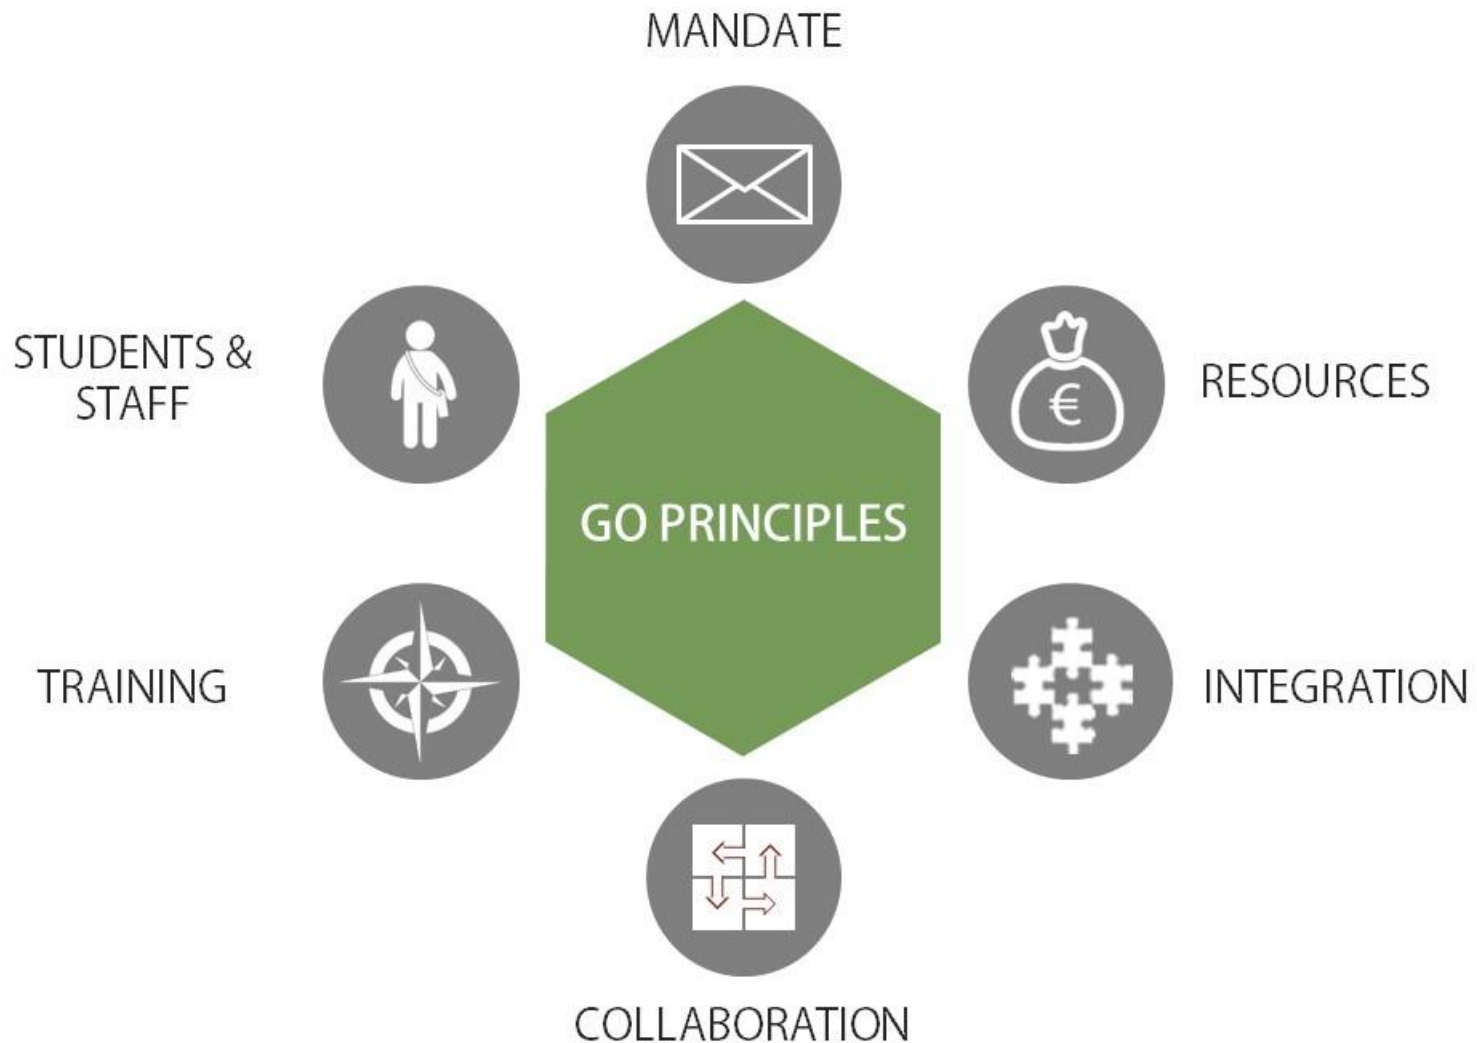 MANDATE
STUDENTS &
STAFF
€
RESOURCES
GO PRINCIPLES
TRAINING
INTEGRATION
COLLABORATION